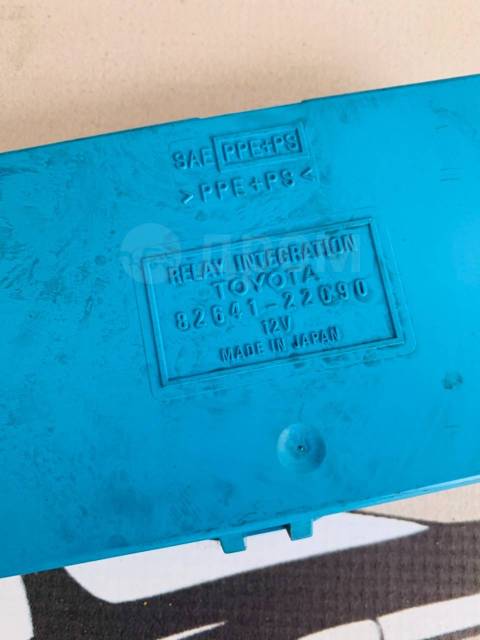 SAE PPE+PS
>PPE+PS<
RELAY INTEGRATION
TOYOTA
82641-22090
12V
MADE IN JAPAN